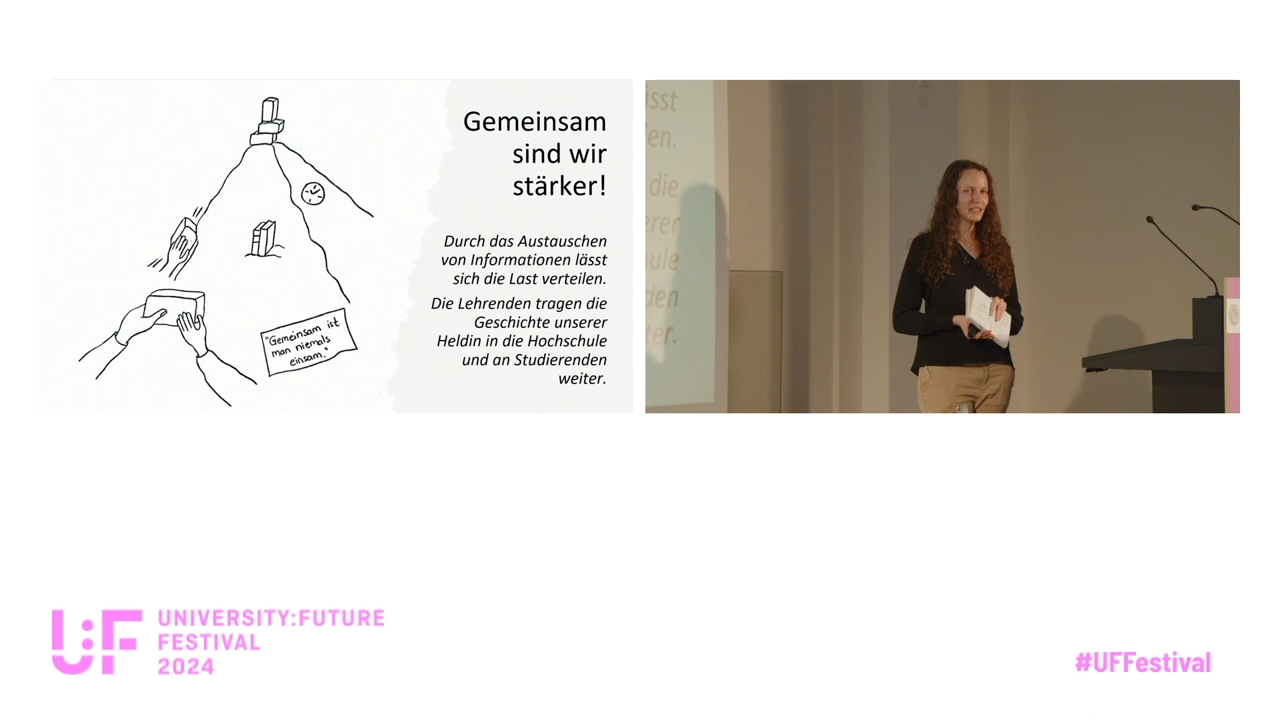 Gemeinsam
sind wir
stärker!
Durch das Austauschen
von Informationen lässt
sich die Last verteilen.
Die Lehrenden tragen die
Geschichte unserer
Heldin in die Hochschule
und an Studierenden
weiter.
"Gemeinsam ist
man niemals
einsam."
die
U:F
UNIVERSITY:FUTURE
FESTIVAL
2024
#UFFestival